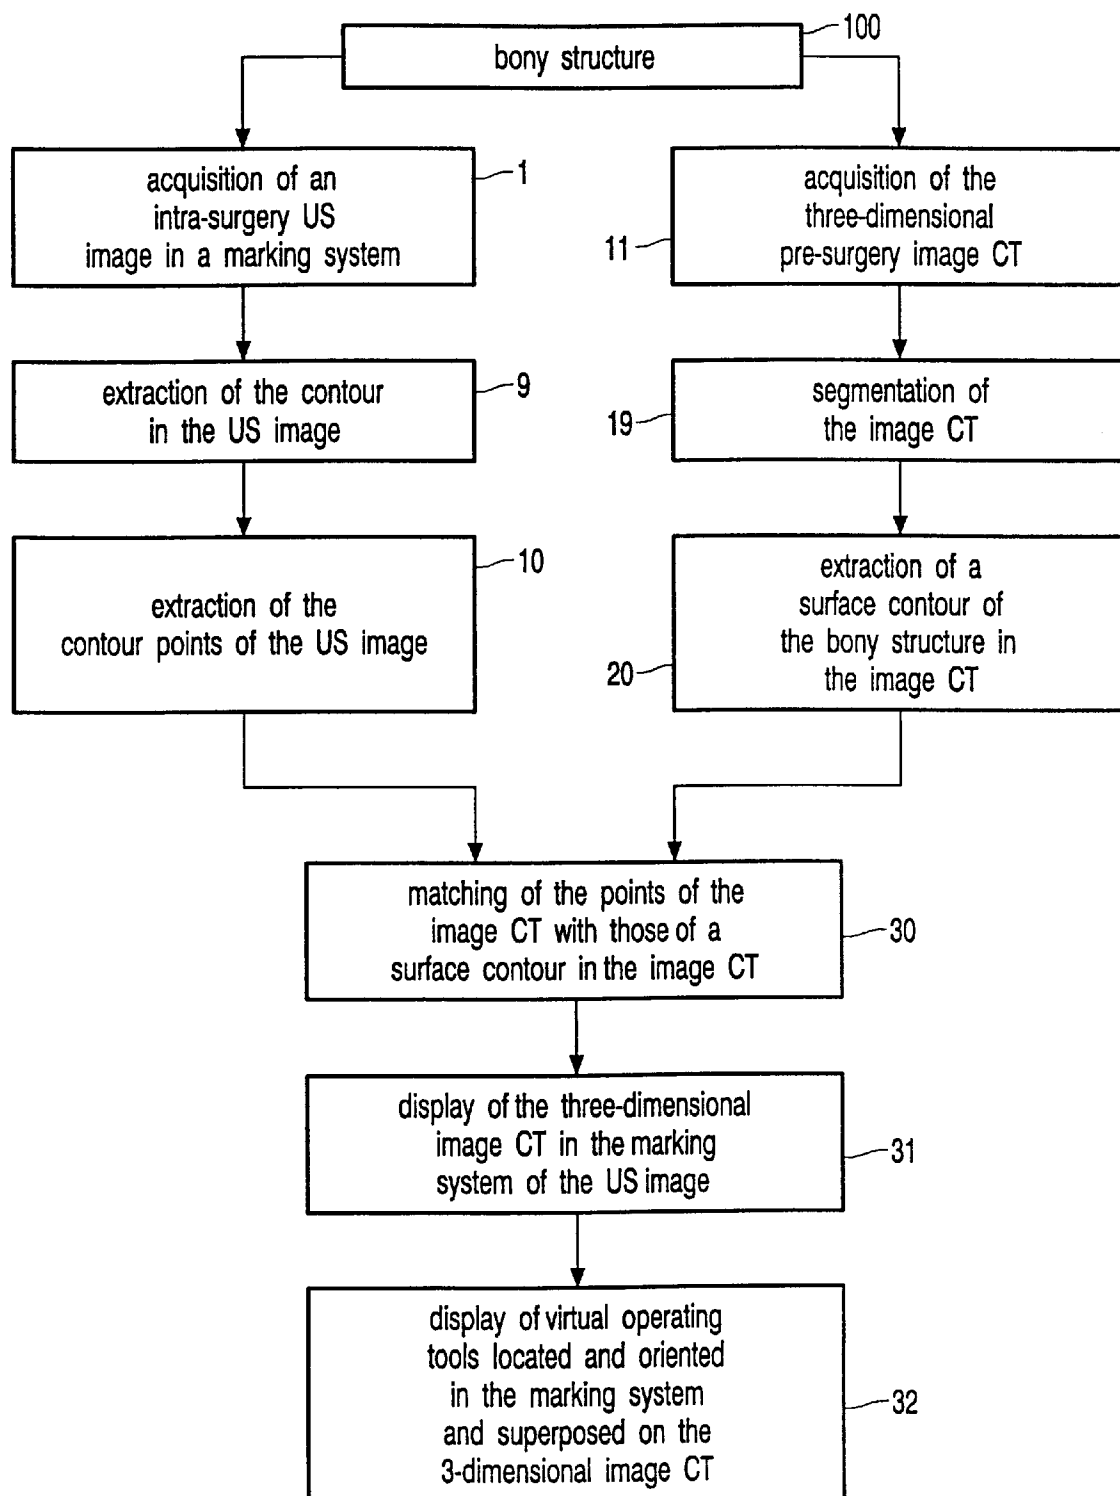 100
bony structure
acquisition of an
intra-surgery US
image in a marking system
1
acquisition of the
three-dimensional
pre-surgery image CT
11
extraction of the contour
in the US image
9
segmentation of
the image CT
19
extraction of the
contour points of the US image
10
extraction of a
surface contour of
the bony structure in
the image CT
20
matching of the points of the
image CT with those of a
surface contour in the image CT
30
display of the three-dimensional
image CT in the marking
system of the US image
31
display of virtual operating
tools located and oriented
in the marking system
and superposed on the
3-dimensional image CT
32